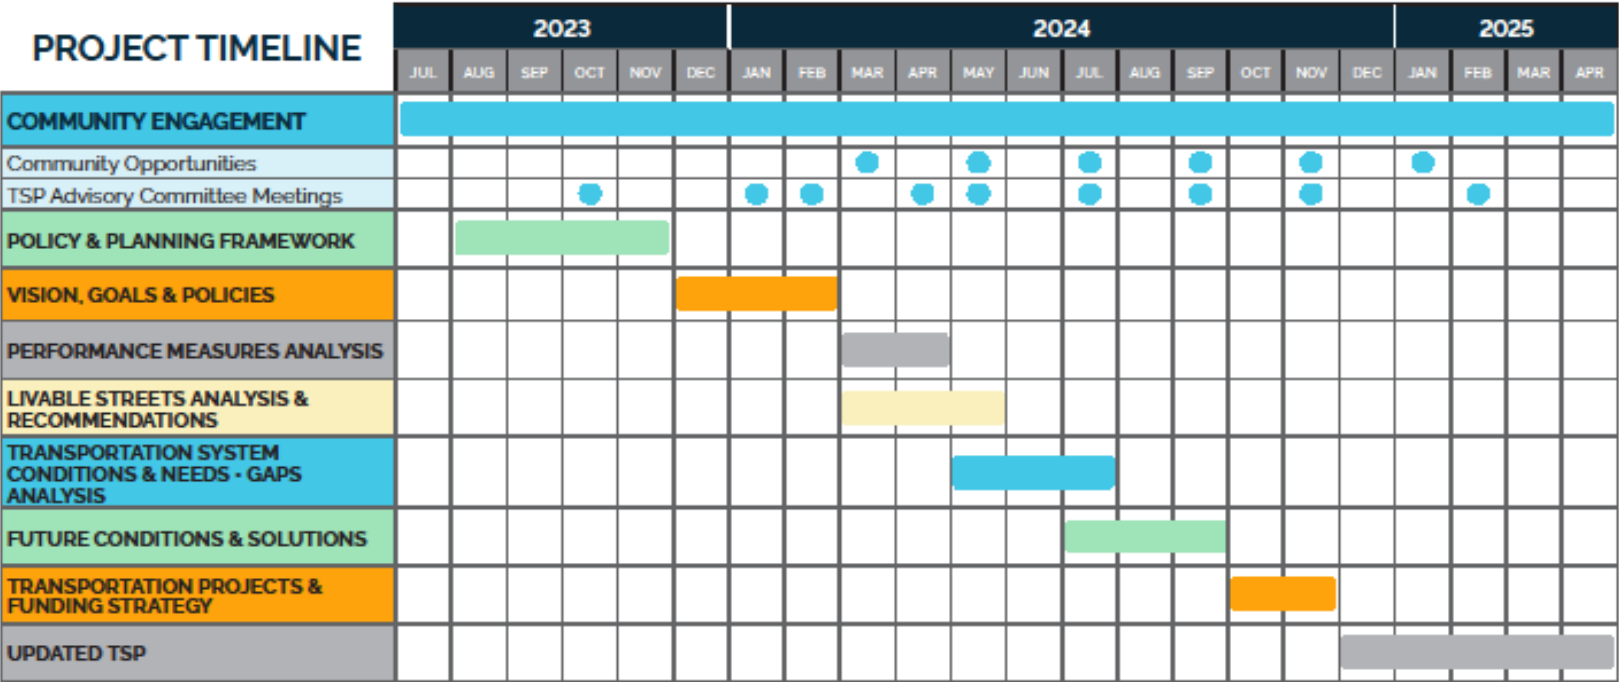 PROJECT TIMELINE
2023 2024 2025
JUL AUG SEP OCT NOV DEC JAN FEB MAR APR MAY JUN JUL AUG SEP OCT NOV DEC JAN FEB MAR APR
COMMUNITY ENGAGEMENT
Community Opportunities
TSP Advisory Committee Meetings
POLICY & PLANNING FRAMEWORK
VISION, GOALS & POLICIES
PERFORMANCE MEASURES ANALYSIS
LIVABLE STREETS ANALYSIS &
RECOMMENDATIONS
TRANSPORTATION SYSTEM
CONDITIONS & NEEDS • GAPS
ANALYSIS
FUTURE CONDITIONS & SOLUTIONS
TRANSPORTATION PROJECTS &
FUNDING STRATEGY
UPDATED TSP